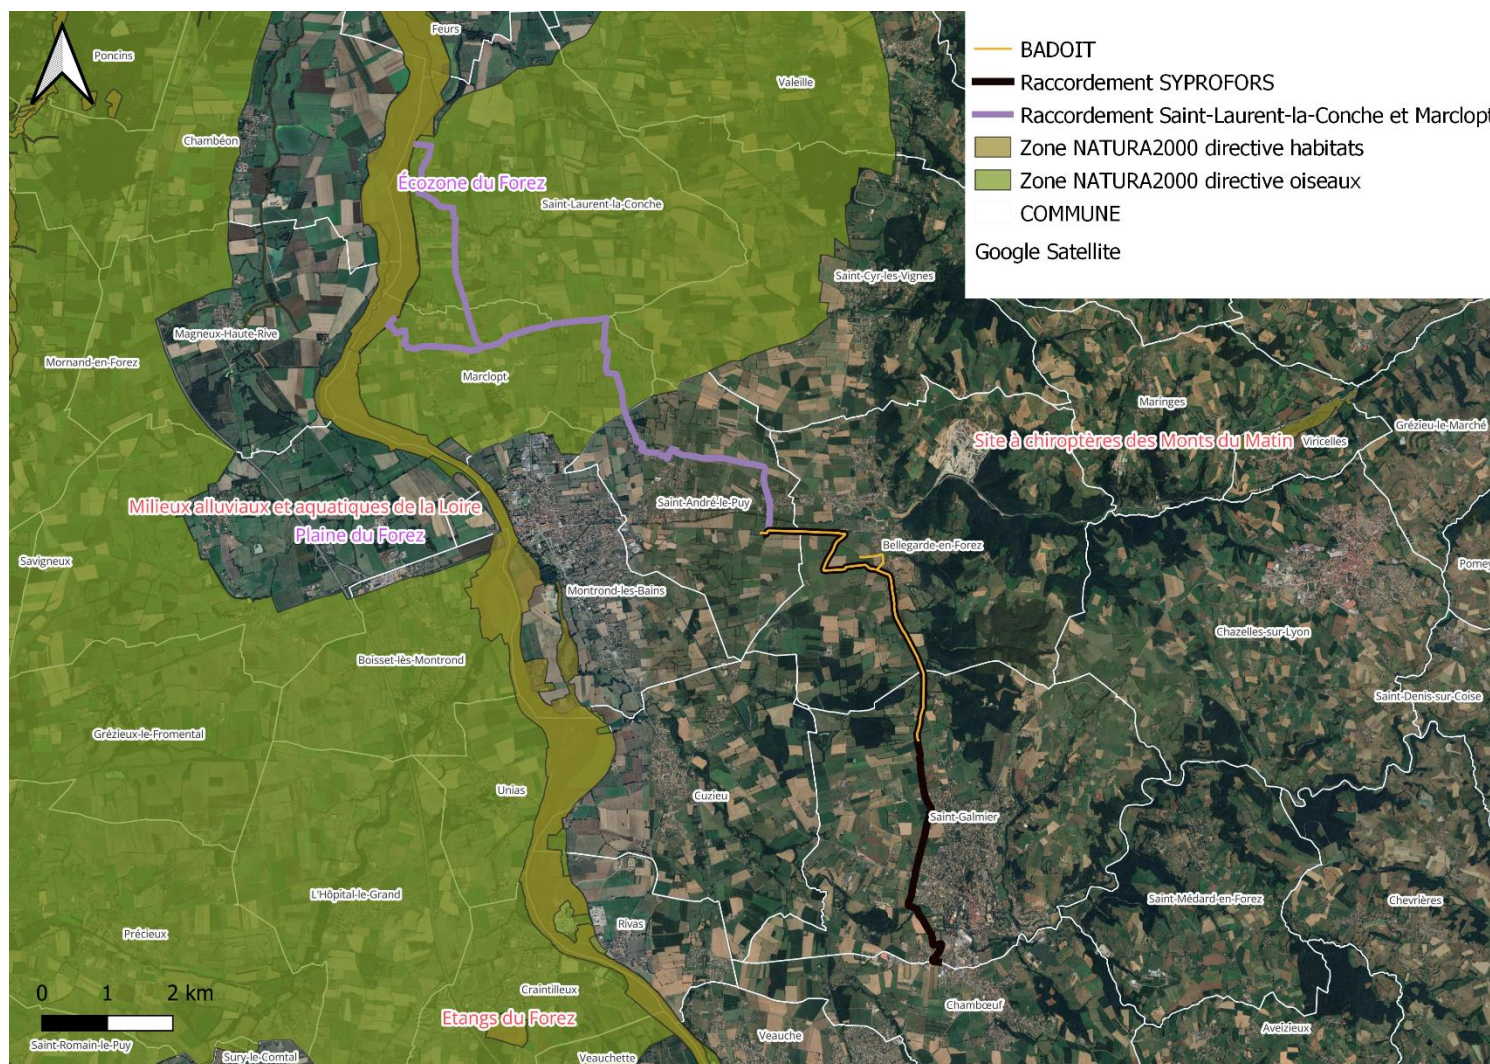 BADOIT
Raccordement SYPROFORS
Raccordement Saint-Laurent-la-Conche et Marclopt
Zone NATURA2000 directive habitats
Zone NATURA2000 directive oiseaux
COMMUNE
Google Satellite
Feurs
Poncins
Valeille
Chambéon
Écozone du Forez
Saint-Laurent-la-Conche
Saint-Cyr-les-Vignes
Magneux-Haute-Rive
Mornand-en-Forez
Marclopt
Maringes
Grézieu-le-Marché
Site à chiroptères des Monts du Matin
Viricelles
Saint-André-le-Puy
Milieux alluviaux et aquatiques de la Loire
Plaine du Forez
Bellegarde-en-Forez
Savigneux
Pomey
Montrond-les-Bains
Chazelles-sur-Lyon
Boisset-lès-Montrond
Saint-Denis-sur-Coise
Grézieux-le-Fromental
Unias
Cuzieu
Saint-Galmier
L'Hôpital-le-Grand
Saint-Médard-en-Forez
Chevrières
Précieux
Rivas
Craintilleux
0 1 2 km
Chambœuf
Etangs du Forez
Aveizieux
Veauche
Saint-Romain-le-Puy
Sury-le-Comtal
Veauchette